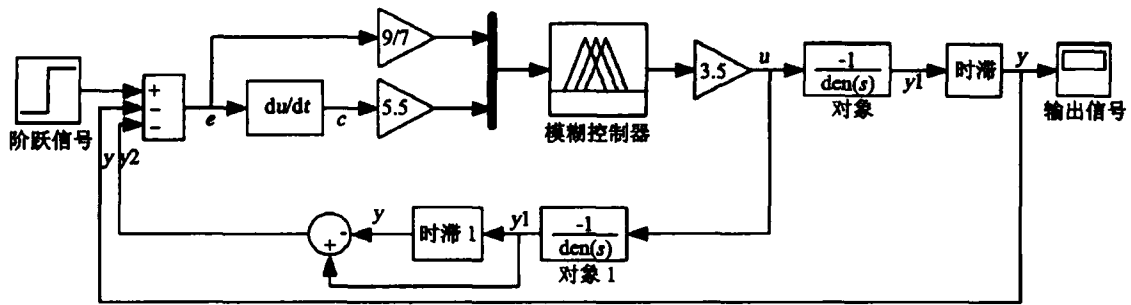 阶跃信号
+
−
−
e
du/dt
c
9/7
5.5
模糊控制器
3.5
u
-1
den(s)
对象
y1
时滞
y
输出信号
y
y2
-
+
y
时滞 1
y1
-1
den(s)
对象 1